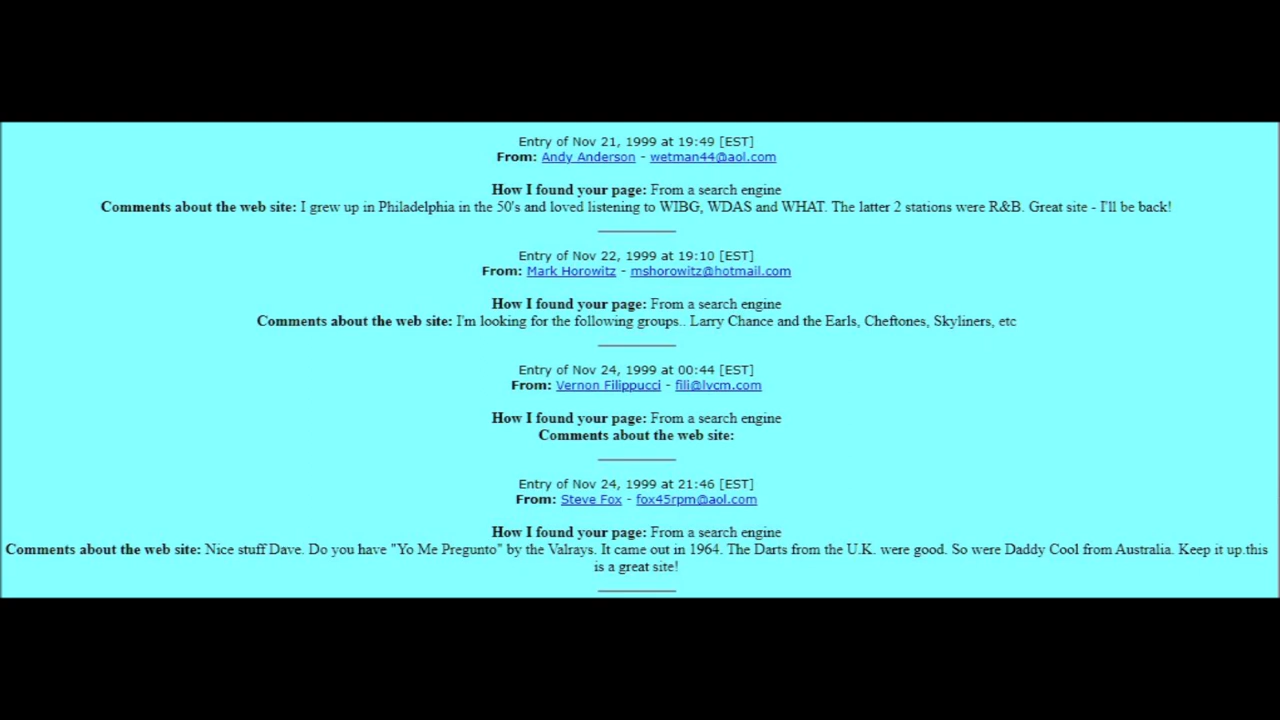 Entry of Nov 21, 1999 at 19:49 [EST]
From: Andy Anderson - wetman44@aol.com
How I found your page: From a search engine
Comments about the web site: I grew up in Philadelphia in the 50's and loved listening to WIBG, WDAS and WHAT. The latter 2 stations were R&B. Great site - I'll be back!
Entry of Nov 22, 1999 at 19:10 [EST]
From: Mark Horowitz - mshorowitz@hotmail.com
How I found your page: From a search engine
Comments about the web site: I'm looking for the following groups.. Larry Chance and the Earls, Cheftones, Skyliners, etc
Entry of Nov 24, 1999 at 00:44 [EST]
From: Vernon Filippucci - fili@lvcm.com
How I found your page: From a search engine
Comments about the web site:
Entry of Nov 24, 1999 at 21:46 [EST]
From: Steve Fox - fox45rpm@aol.com
How I found your page: From a search engine
Comments about the web site: Nice stuff Dave. Do you have "Yo Me Pregunto" by the Valrays. It came out in 1964. The Darts from the U.K. were good. So were Daddy Cool from Australia. Keep it up.this
is a great site!